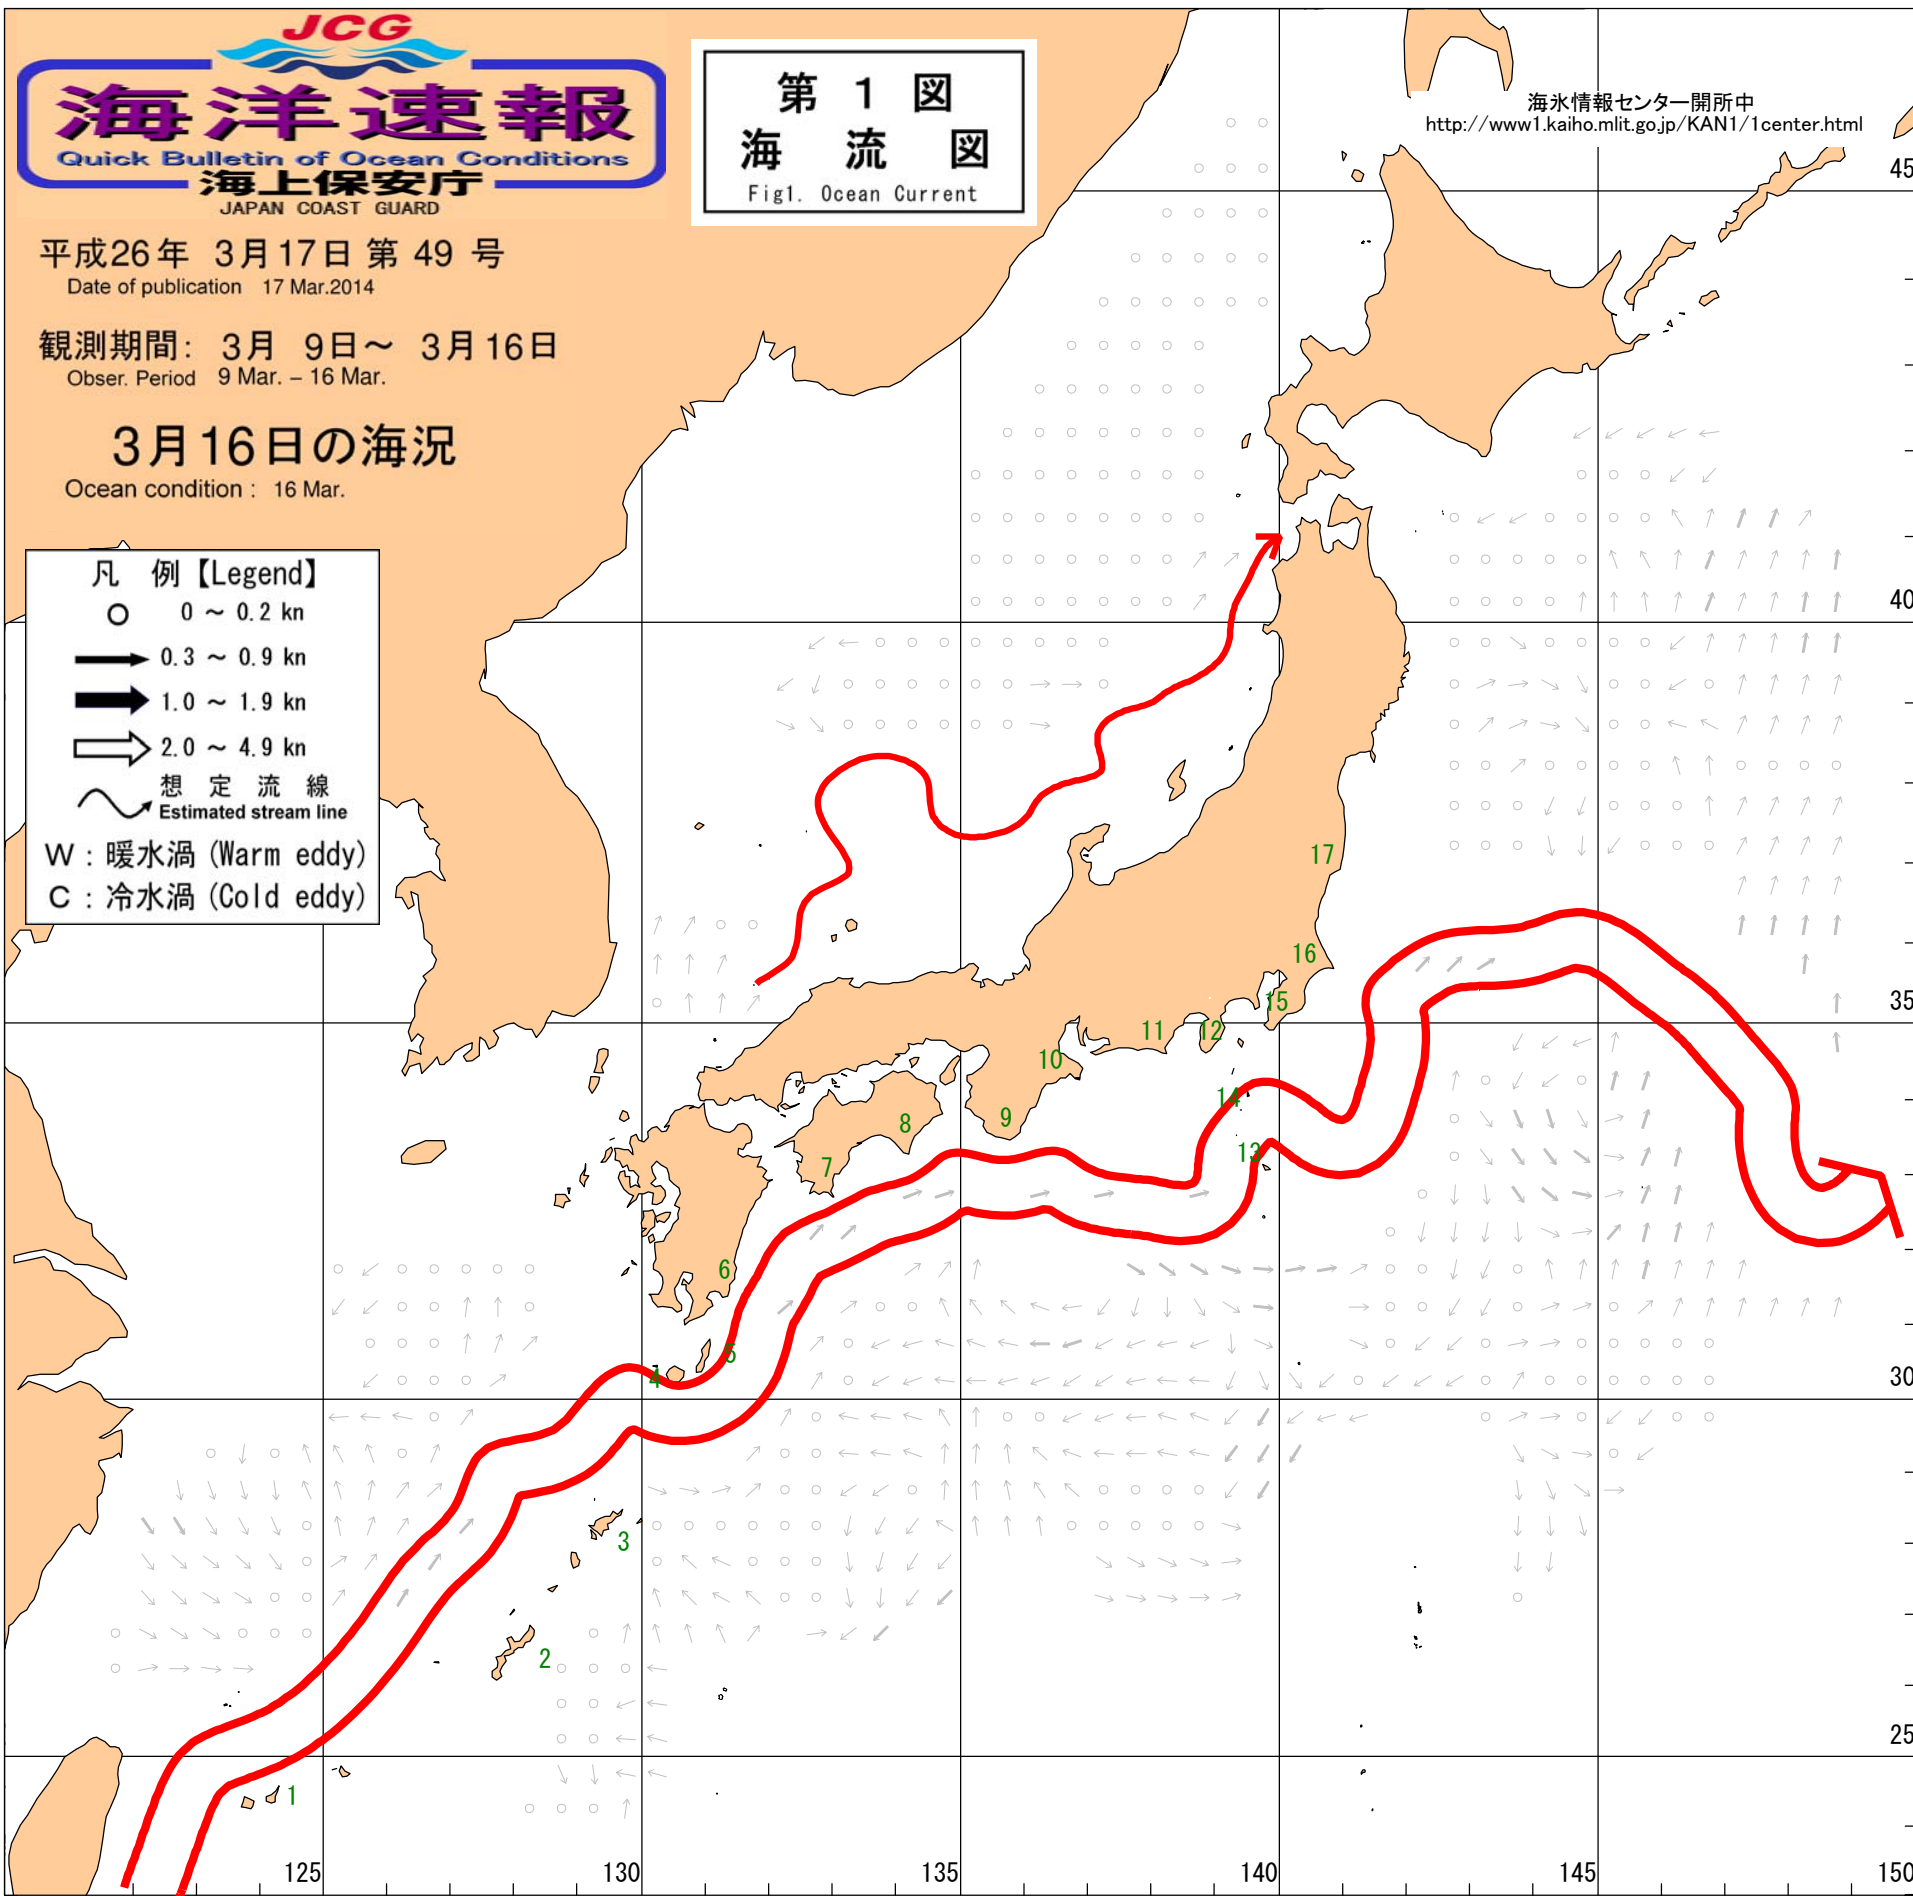 JCG
海洋速報
Quick Bulletin of Ocean Conditions
海上保安庁
JAPAN COAST GUARD
第 1 図
海 流 図
Fig1. Ocean Current
海氷情報センター開所中
http://www1.kaiho.mlit.go.jp/KAN1/1center.html
平成26年 3月17日 第 49 号
Date of publication 17 Mar.2014
観測期間: 3月 9日～ 3月16日
Obser. Period 9 Mar. – 16 Mar.
3月16日の海況
Ocean condition : 16 Mar.
凡 例【Legend】
0 ～ 0.2 kn
0.3 ～ 0.9 kn
1.0 ～ 1.9 kn
2.0 ～ 4.9 kn
想 定 流 線
Estimated stream line
W : 暖水渦 (Warm eddy)
C : 冷水渦 (Cold eddy)
45
40
35
30
25
17
16
15
14
13
12
11
10
9
8
7
6
5
4
3
2
1
125
130
135
140
145
150